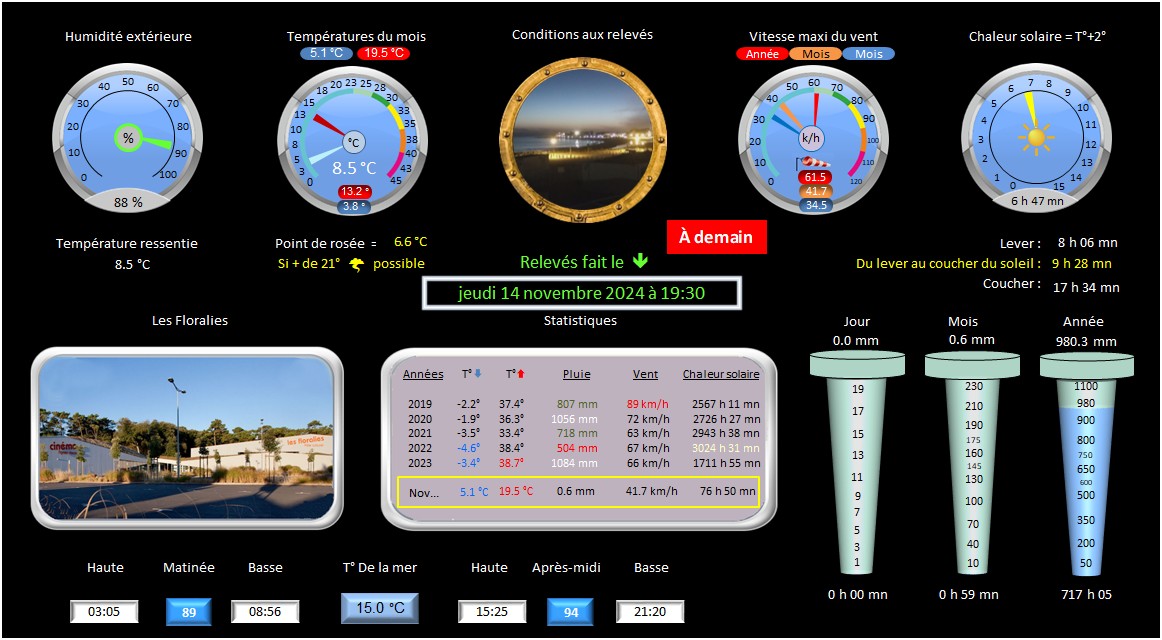 Humidité extérieure
0 10 20 30 40 50 60 70 80 90 100
%
88 %
Températures du mois
5.1 °C 19.5 °C
0 3 5 8 10 13 15 18 20 23 25 28 30 33 35 38 40 43 45
°C
8.5 °C
13.2 °
3.8 °
Conditions aux relevés
Vitesse maxi du vent
Année Mois Mois
0 10 20 30 40 50 60 70 80 90 100 110 120
k/h
61.5
41.7
34.5
Chaleur solaire = T°+2°
0 1 2 3 4 5 6 7 8 9 10 11 12 13 14 15
6 h 47 mn
Température ressentie
8.5 °C
Point de rosée = 6.6 °C
Si + de 21° possible
À demain
Relevés fait le
jeudi 14 novembre 2024 à 19:30
Lever : 8 h 06 mn
Du lever au coucher du soleil : 9 h 28 mn
Coucher : 17 h 34 mn
Les Floralies
cinéma
les floralies
Statistiques
Années T° T° Pluie Vent Chaleur solaire
2019 -2.2° 37.4° 807 mm 89 km/h 2567 h 11 mn
2020 -1.9° 36.3° 1056 mm 72 km/h 2726 h 27 mn
2021 -3.5° 33.4° 718 mm 63 km/h 2943 h 38 mn
2022 -4.6° 38.4° 504 mm 67 km/h 3024 h 31 mn
2023 -3.4° 38.7° 1084 mm 66 km/h 1711 h 55 mn
Nov... 5.1 °C 19.5 °C 0.6 mm 41.7 km/h 76 h 50 mn
Jour
0.0 mm
19
17
15
13
11
9
7
5
3
1
0 h 00 mn
Mois
0.6 mm
230
210
190
175
160
145
130
100
70
40
10
0 h 59 mn
Année
980.3 mm
1100
980
900
800
750
650
600
500
350
200
50
717 h 05
Haute Matinée Basse T° De la mer Haute Après-midi Basse
03:05 89 08:56 15.0 °C 15:25 94 21:20